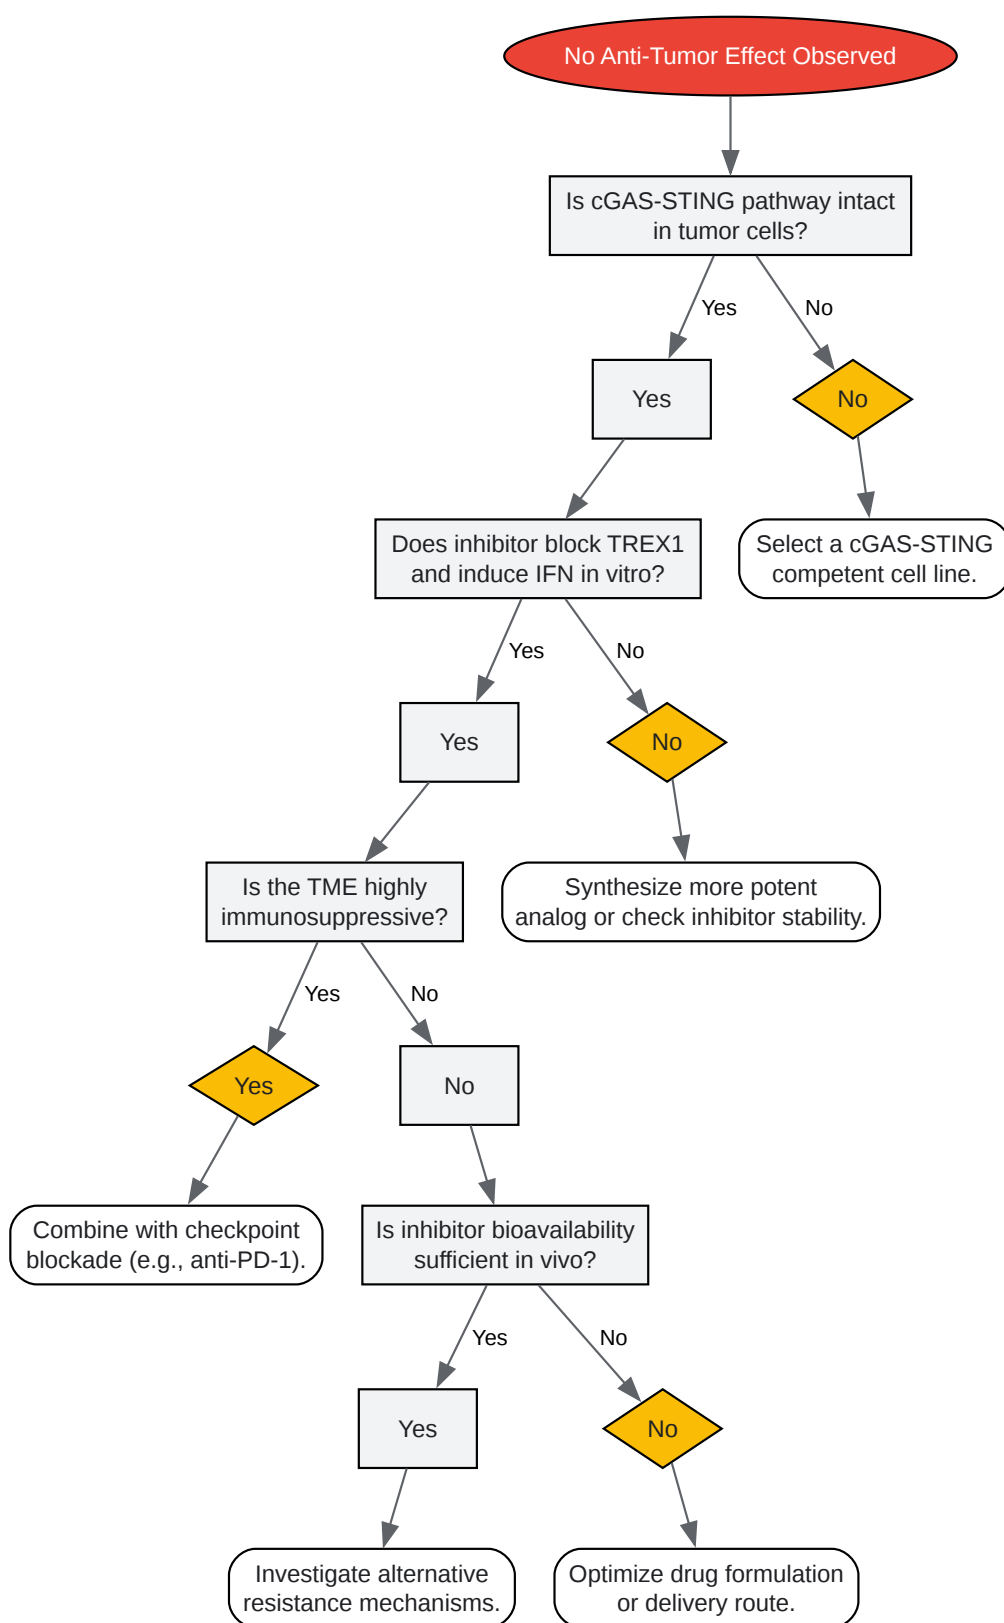 No Anti-Tumor Effect Observed
Is cGAS-STING pathway intact
in tumor cells?
Yes
No
Yes
No
Does inhibitor block TREX1
and induce IFN in vitro?
Select a cGAS-STING
competent cell line.
Yes
No
Yes
No
Is the TME highly
immunosuppressive?
Synthesize more potent
analog or check inhibitor stability.
Yes
No
Yes
No
Combine with checkpoint
blockade (e.g., anti-PD-1).
Is inhibitor bioavailability
sufficient in vivo?
Yes
No
Yes
No
Investigate alternative
resistance mechanisms.
Optimize drug formulation
or delivery route.